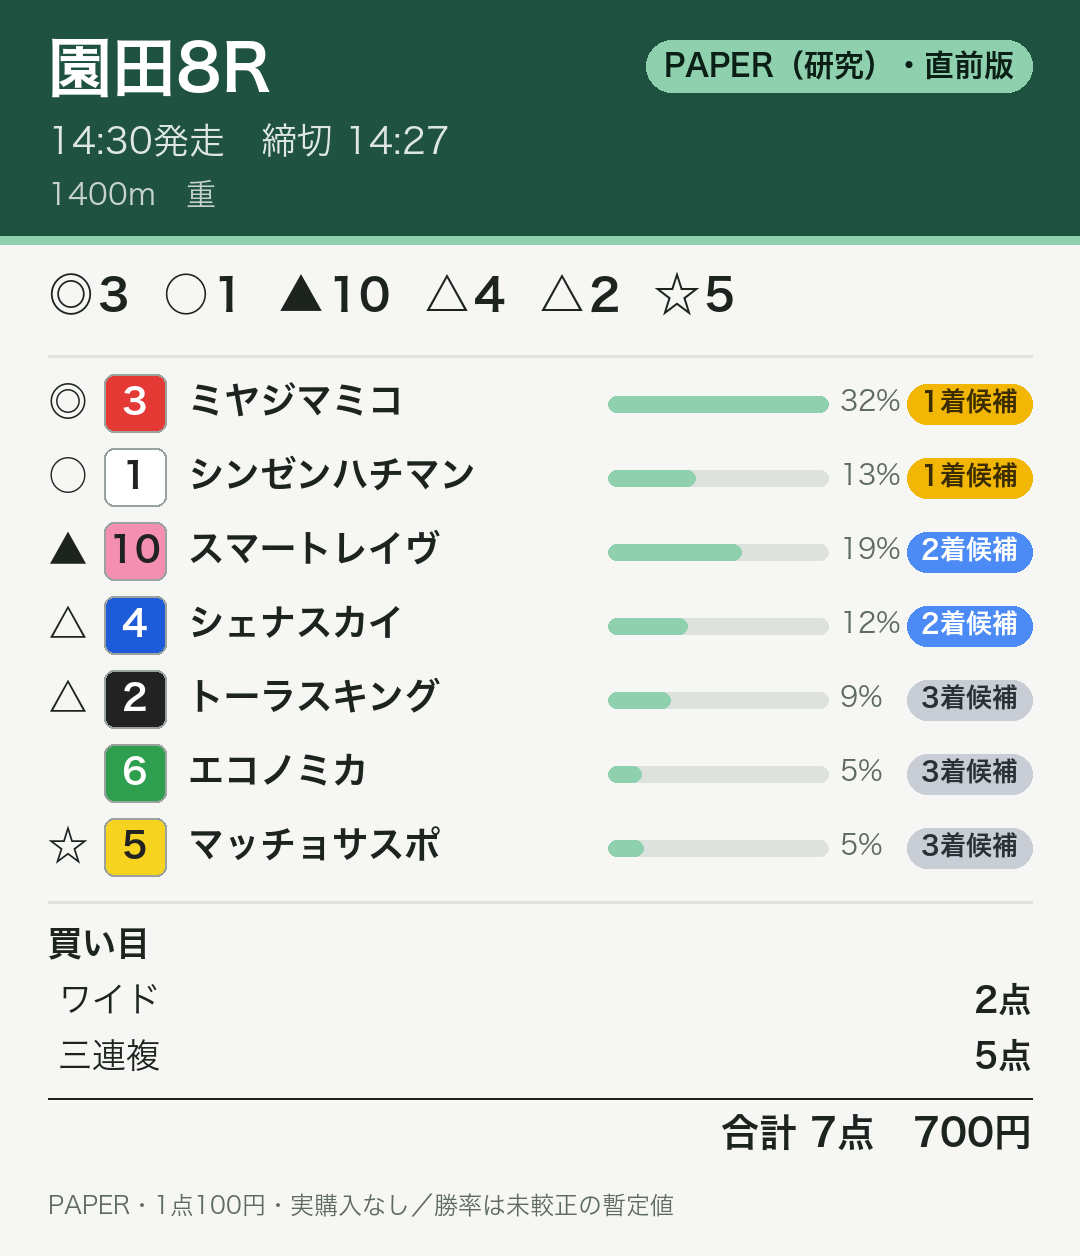 園田8R
PAPER（研究）・直前版
14:30発走　締切 14:27
1400m　重
◎3 ○1 ▲10 △4 △2 ☆5
◎ 3 ミヤジマミコ 32% 1着候補
○ 1 シンゼンハチマン 13% 1着候補
▲ 10 スマートレイヴ 19% 2着候補
△ 4 シェナスカイ 12% 2着候補
△ 2 トーラスキング 9% 3着候補
6 エコノミカ 5% 3着候補
☆ 5 マッチョサスポ 5% 3着候補
買い目
ワイド 2点
三連複 5点
合計 7点　700円
PAPER・1点100円・実購入なし／勝率は未較正の暫定値